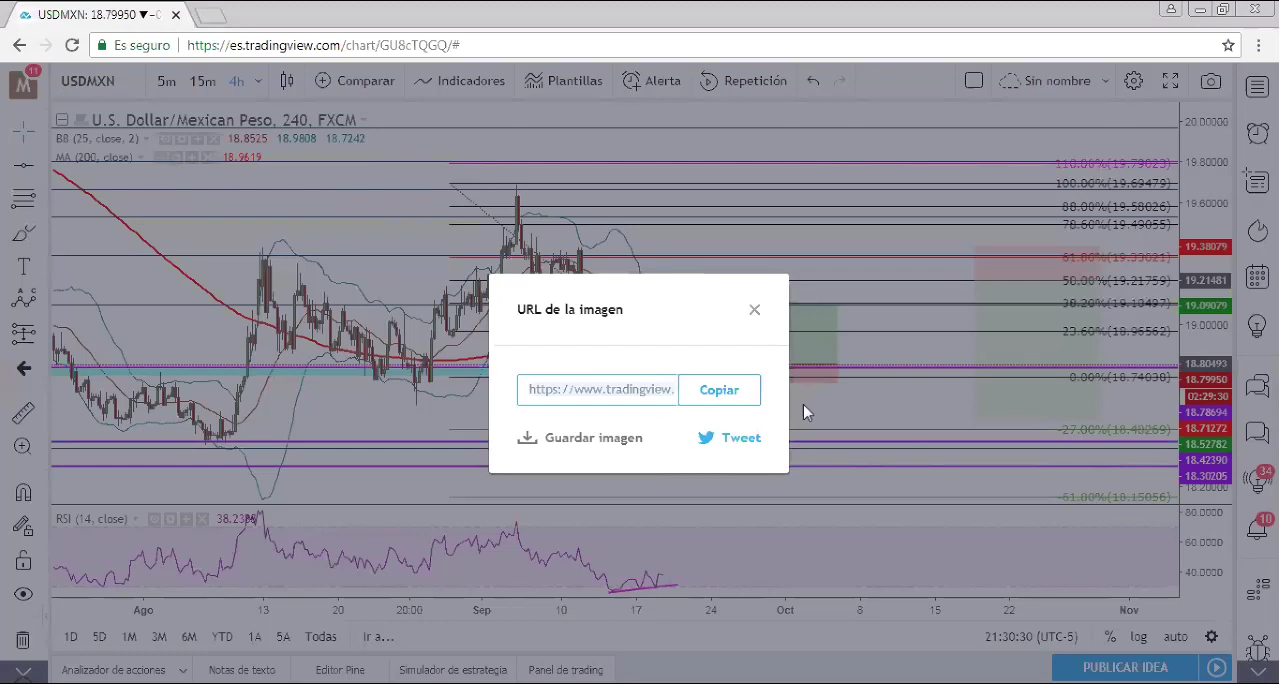 USDMXN: 18.79950 ▼−0
Es seguro | https://es.tradingview.com/chart/GU8cTQGQ/#
11
M
USDMXN 5m 15m 4h Comparar Indicadores Plantillas Alerta Repetición Sin nombre
U.S. Dollar/Mexican Peso, 240, FXCM
BB (25, close, 2) 18.8525 18.9808 18.7242
MA (200, close) 18.9619
20.00000
19.80000
19.60000
19.38079
19.21481
19.09079
19.00000
18.80493
18.79950
02:29:30
18.78694
18.71272
18.52782
18.42390
18.30205
18.20000
110.00%(19.79023)
100.00%(19.69479)
88.00%(19.58026)
78.60%(19.49055)
61.80%(19.33021)
50.00%(19.21759)
38.20%(19.10497)
23.60%(18.96562)
0.00%(18.74038)
-27.00%(18.48269)
-61.80%(18.15056)
URL de la imagen
https://www.tradingview. Copiar
Guardar imagen Tweet
RSI (14, close) 38.2386
80.0000
60.0000
40.0000
34
10
Ago 13 20 20:00 Sep 10 17 24 Oct 8 15 22 Nov
1D 5D 1M 3M 6M YTD 1A 5A Todas Ir a... 21:30:30 (UTC-5) % log auto
Analizador de acciones Notas de texto Editor Pine Simulador de estrategia Panel de trading PUBLICAR IDEA